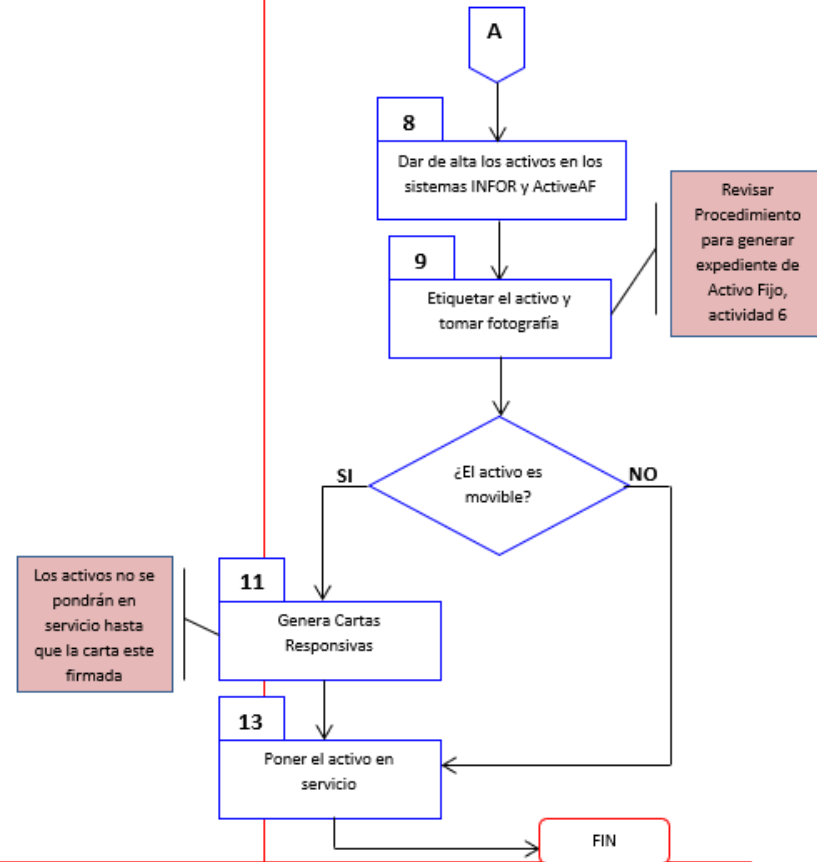 A
8
Dar de alta los activos en los
sistemas INFOR y ActiveAF
Revisar
Procedimiento
para generar
expediente de
Activo Fijo,
actividad 6
9
Etiquetar el activo y
tomar fotografía
¿El activo es
movible?
SI
NO
Los activos no se
pondrán en
servicio hasta
que la carta este
firmada
11
Genera Cartas
Responsivas
13
Poner el activo en
servicio
FIN